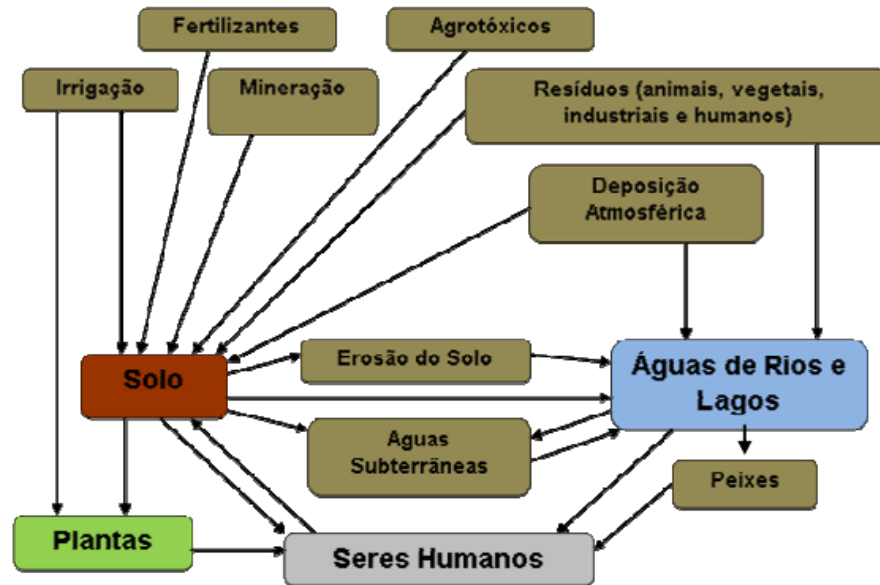 Fertilizantes
Agrotóxicos
Irrigação
Mineração
Resíduos (animais, vegetais,
industriais e humanos)
Deposição
Atmosférica
Solo
Erosão do Solo
Águas de Rios e
Lagos
Aguas
Subterrâneas
Peixes
Plantas
Seres Humanos